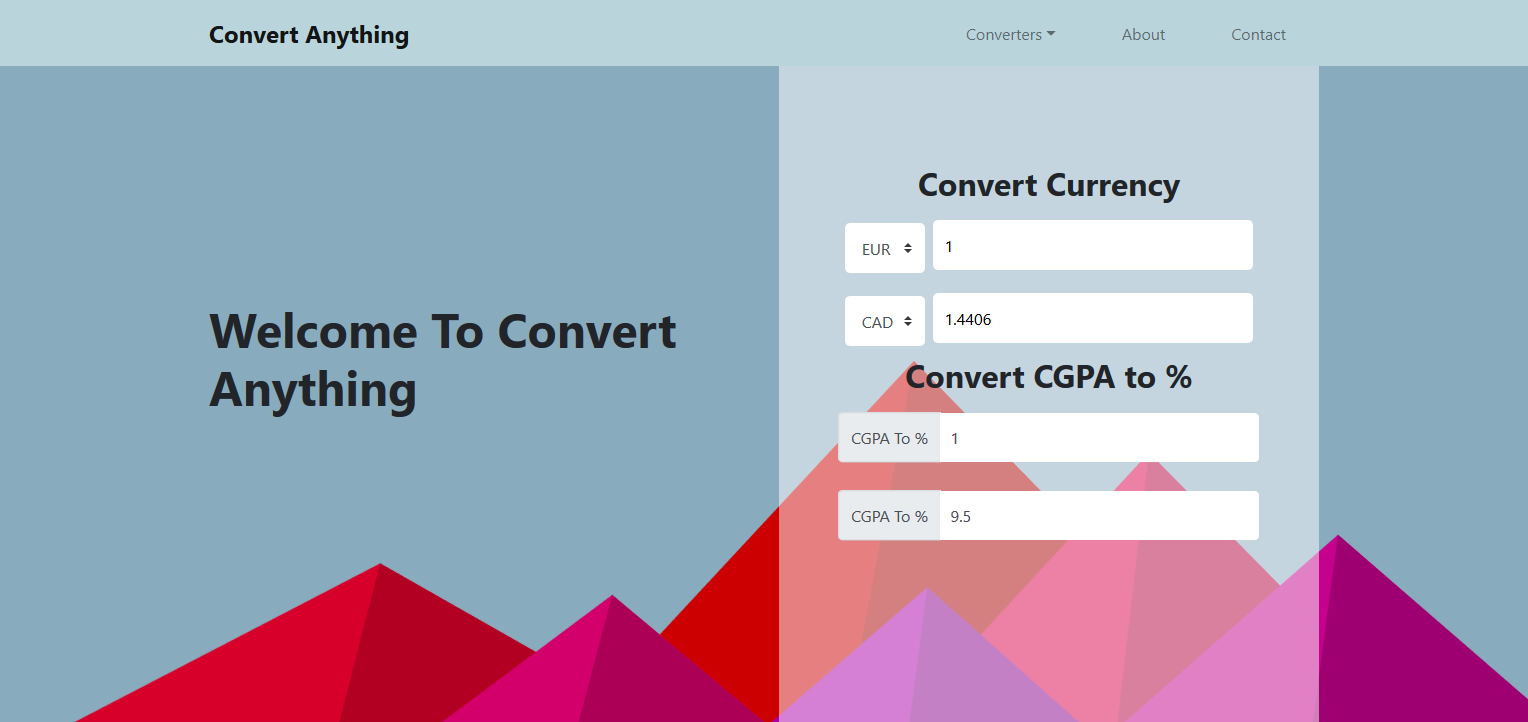 Convert Anything
Converters
About
Contact
Welcome To Convert
Anything
Convert Currency
EUR
1
CAD
1.4406
Convert CGPA to %
CGPA To %
1
CGPA To %
9.5